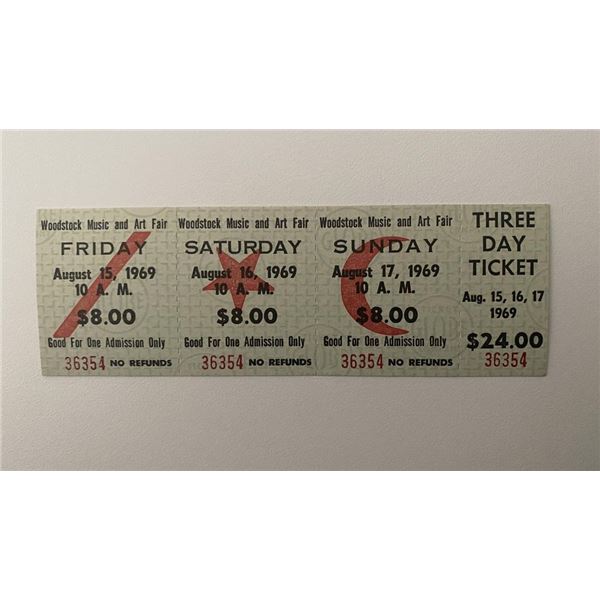 Woodstock Music and Art Fair
FRIDAY
August 15, 1969
10 A. M.
$8.00
Good For One Admission Only
36354 NO REFUNDS
Woodstock Music and Art Fair
SATURDAY
August 16, 1969
10 A. M.
$8.00
Good For One Admission Only
36354 NO REFUNDS
Woodstock Music and Art Fair
SUNDAY
August 17, 1969
10 A. M.
$8.00
Good For One Admission Only
36354 NO REFUNDS
THREE
DAY
TICKET
Aug. 15, 16, 17
1969
$24.00
36354